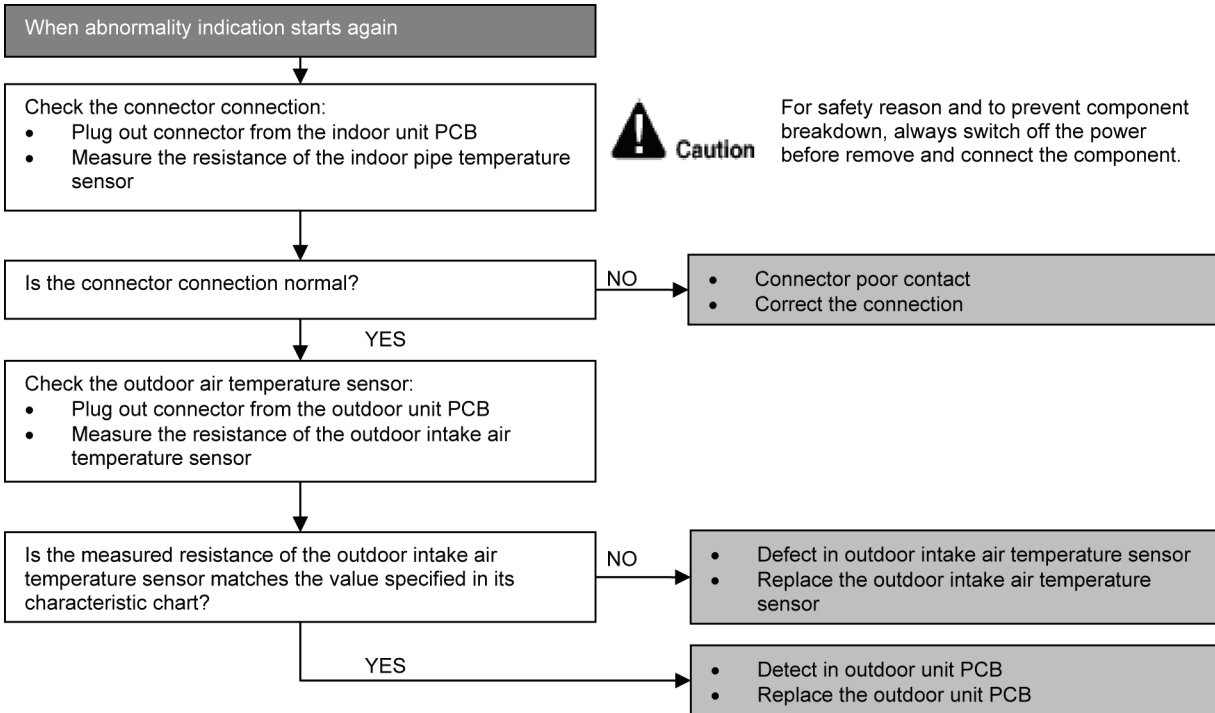 When abnormality indication starts again
Check the connector connection:
• Plug out connector from the indoor unit PCB
• Measure the resistance of the indoor pipe temperature
sensor
Caution
For safety reason and to prevent component
breakdown, always switch off the power
before remove and connect the component.
Is the connector connection normal?
NO
• Connector poor contact
• Correct the connection
YES
Check the outdoor air temperature sensor:
• Plug out connector from the outdoor unit PCB
• Measure the resistance of the outdoor intake air
temperature sensor
Is the measured resistance of the outdoor intake air
temperature sensor matches the value specified in its
characteristic chart?
NO
• Defect in outdoor intake air temperature sensor
• Replace the outdoor intake air temperature
sensor
YES
• Detect in outdoor unit PCB
• Replace the outdoor unit PCB